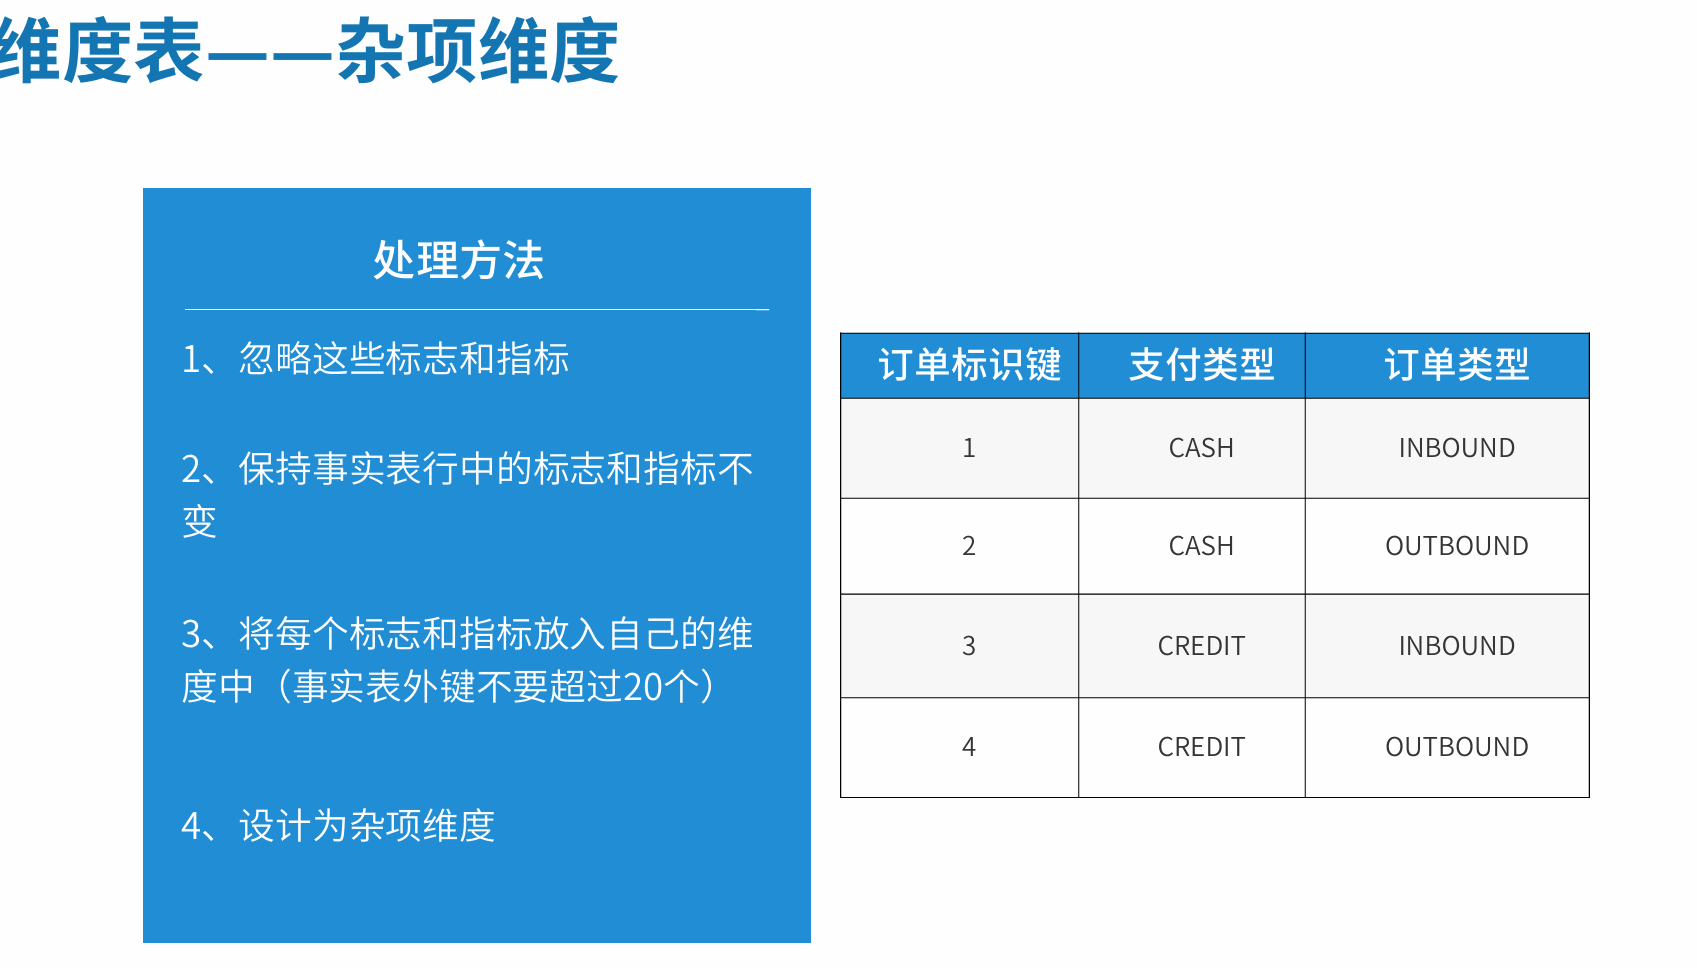 维度表——杂项维度
处理方法
1、忽略这些标志和指标
2、保持事实表行中的标志和指标不
变
3、将每个标志和指标放入自己的维
度中（事实表外键不要超过20个）
4、设计为杂项维度
订单标识键 支付类型 订单类型
1 CASH INBOUND
2 CASH OUTBOUND
3 CREDIT INBOUND
4 CREDIT OUTBOUND